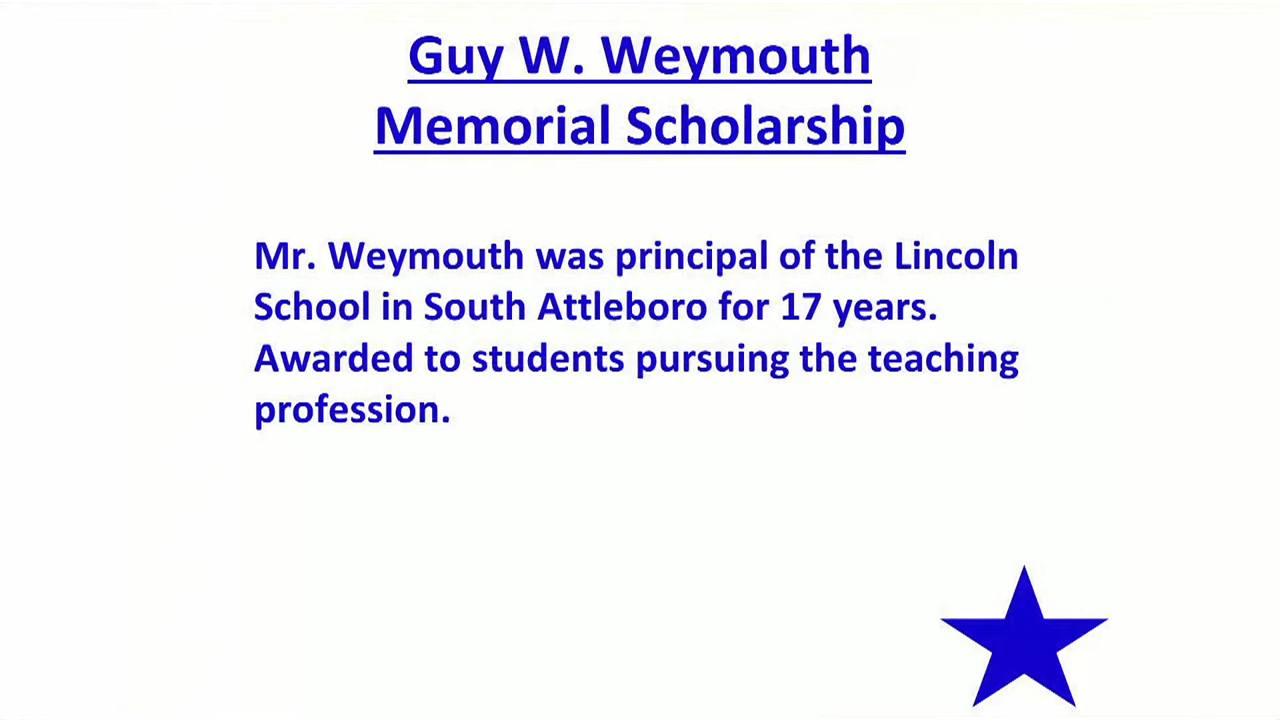 Guy W. Weymouth
Memorial Scholarship
Mr. Weymouth was principal of the Lincoln
School in South Attleboro for 17 years.
Awarded to students pursuing the teaching
profession.